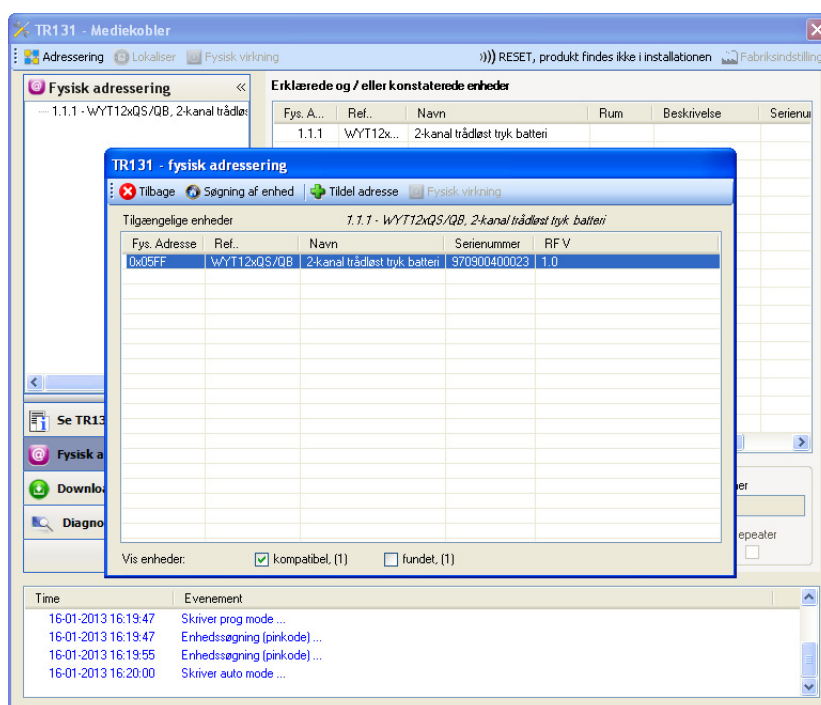 TR131 - Mediekobler
Adressering Lokaliser Fysisk virkning ))) RESET, produkt findes ikke i installationen Fabriksindstilling
Fysisk adressering «
1.1.1 - WYT12xQS/QB, 2-kanal trådløs
Erklærede og / eller konstaterede enheder
Fys. A... Ref.. Navn Rum Beskrivelse Serienu
1.1.1 WYT12x... 2-kanal trådløst tryk batteri
TR131 - fysisk adressering
Tilbage Søgning af enhed Tildel adresse Fysisk virkning
Tilgængelige enheder 1.1.1 - WYT12xQS/QB, 2-kanal trådløst tryk batteri
Fys. Adresse Ref.. Navn Serienummer RF V
0x05FF WYT12xQS/QB 2-kanal trådløst tryk batteri 970900400023 1.0
Vis enheder: kompatibel, (1) fundet, (1)
Se TR13
Fysisk a
Downloa
Diagno
er
epeater
Time Evenement
16-01-2013 16:19:47 Skriver prog mode ...
16-01-2013 16:19:47 Enhedssøgning (pinkode) ...
16-01-2013 16:19:55 Enhedssøgning (pinkode) ...
16-01-2013 16:20:00 Skriver auto mode ...